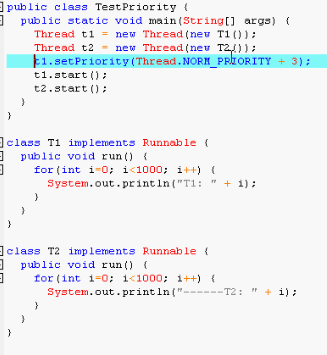 public class TestPriority {
  public static void main(String[] args) {
    Thread t1 = new Thread(new T1());
    Thread t2 = new Thread(new T2());
    t1.setPriority(Thread.NORM_PRIORITY + 3);
    t1.start();
    t2.start();
  }
}
class T1 implements Runnable {
  public void run() {
    for(int i=0; i<1000; i++) {
      System.out.println("T1: " + i);
    }
  }
}
class T2 implements Runnable {
  public void run() {
    for(int i=0; i<1000; i++) {
      System.out.println("------T2: " + i);
    }
  }
}